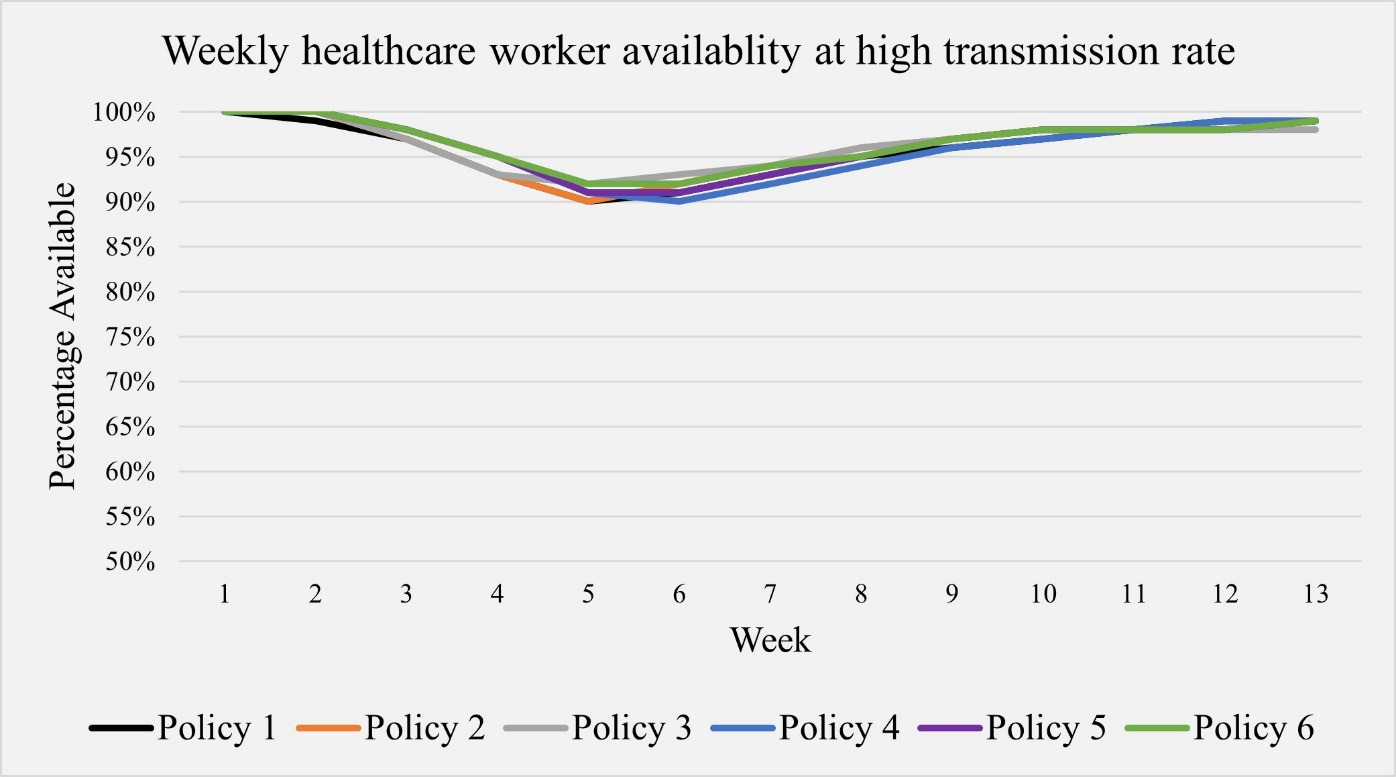 Weekly healthcare worker availablity at high transmission rate
100%
95%
90%
85%
80%
75%
70%
65%
60%
55%
50%
Percentage Available
1 2 3 4 5 6 7 8 9 10 11 12 13
Week
Policy 1 Policy 2 Policy 3 Policy 4 Policy 5 Policy 6